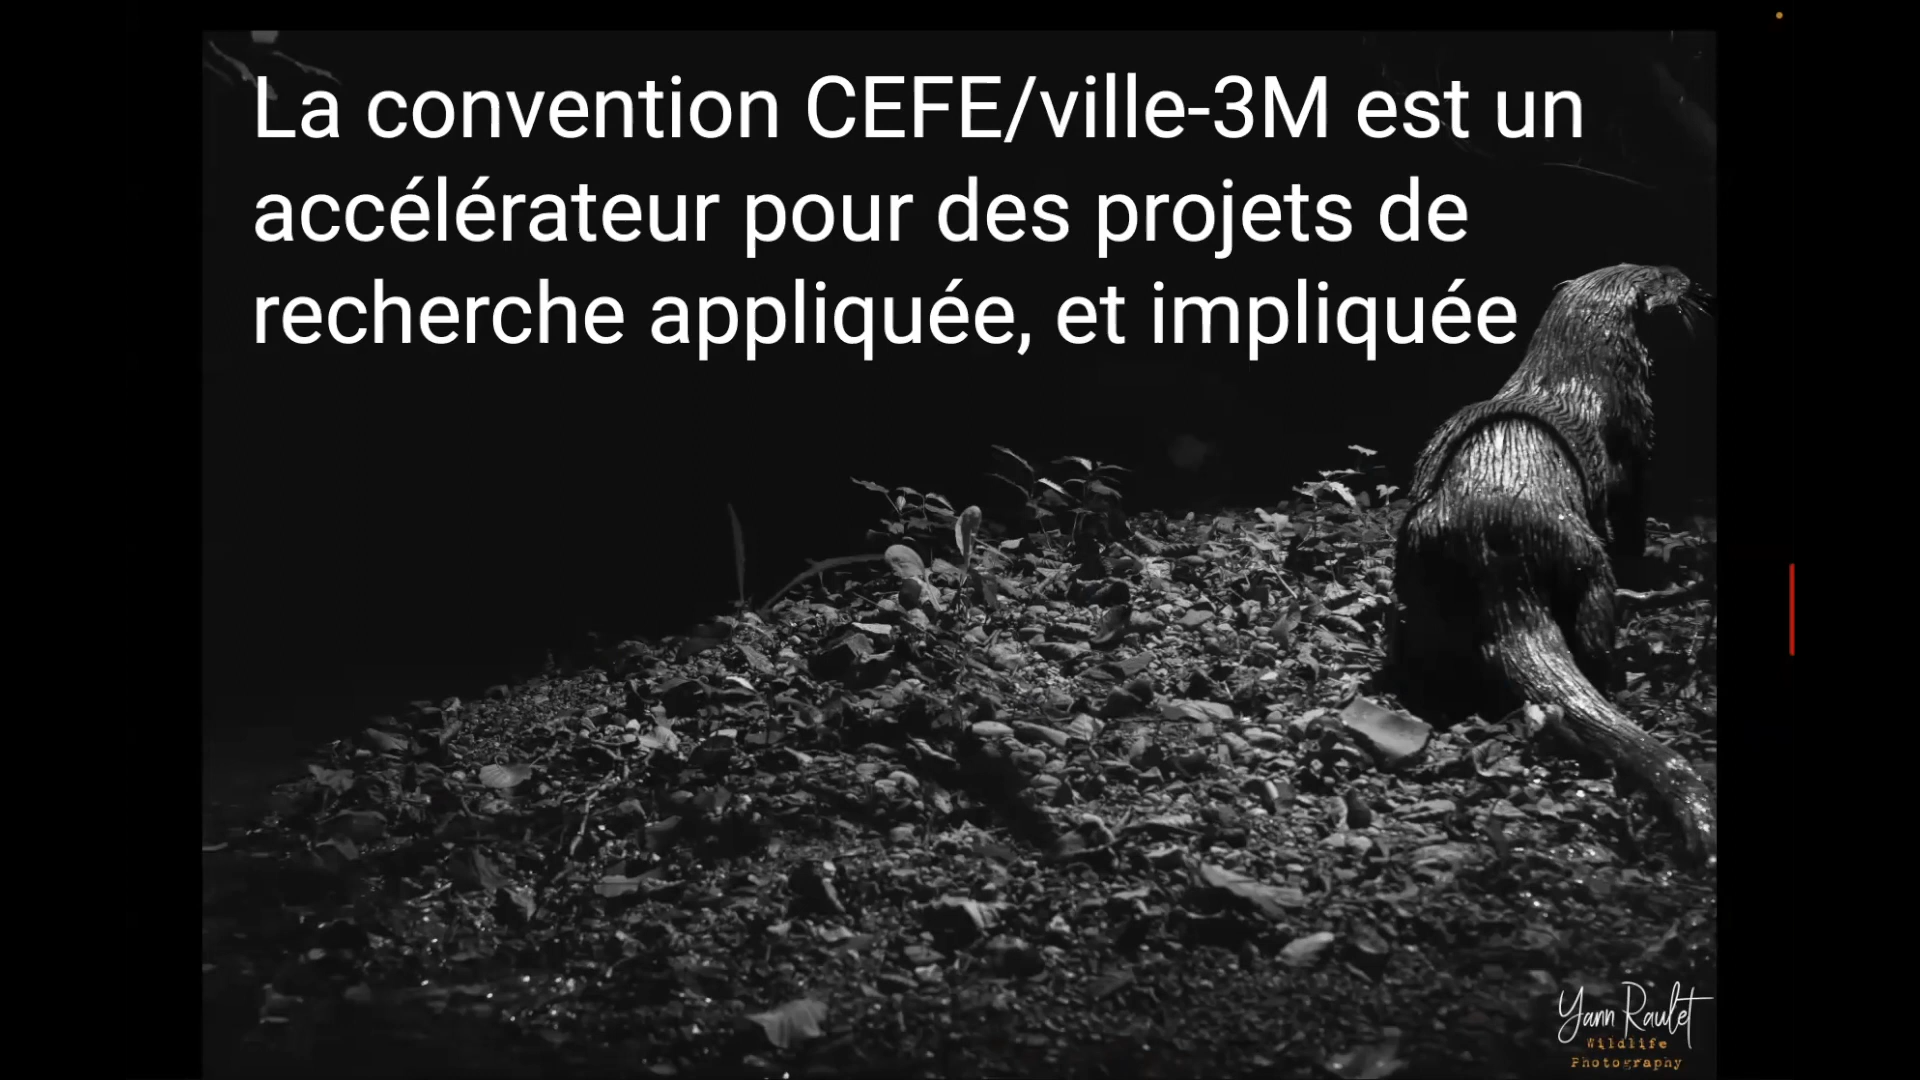 La convention CEFE/ville-3M est un
accélérateur pour des projets de
recherche appliquée, et impliquée
Yann Raulet
Wildlife
Photography